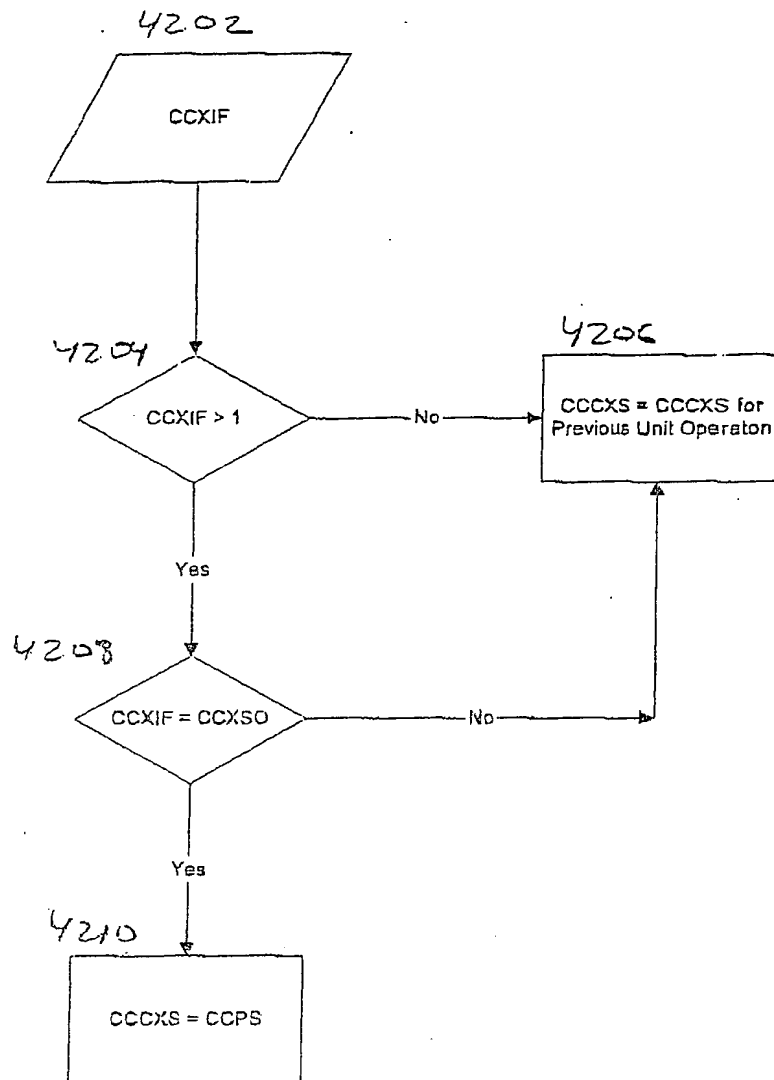 4202
CCXIF
4204
CCXIF > 1
No
4206
CCCXS = CCCXS for
Previous Unit Operaton
Yes
4208
CCXIF = CCXSO
No
Yes
4210
CCCXS = CCPS